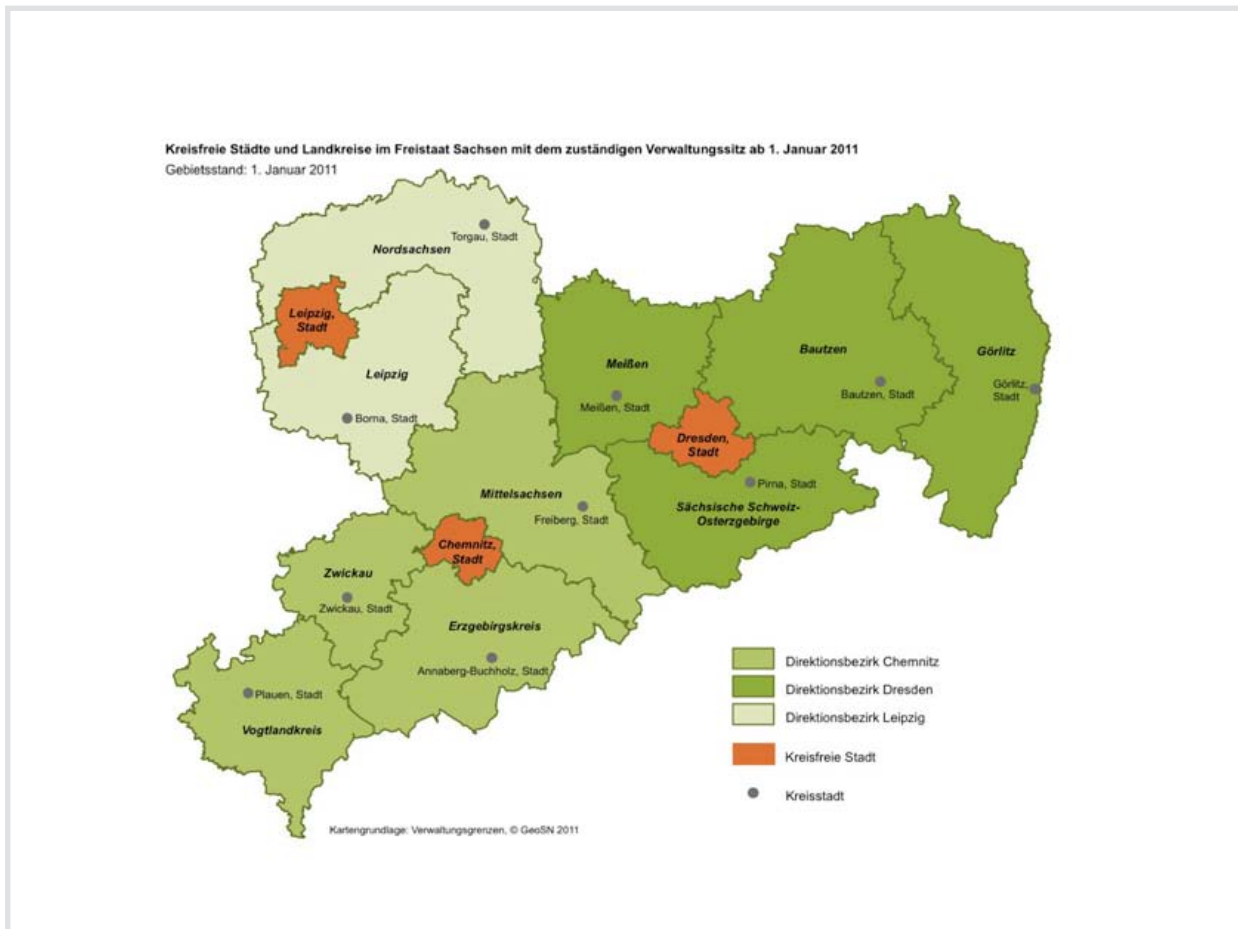 Kreisfreie Städte und Landkreise im Freistaat Sachsen mit dem zuständigen Verwaltungssitz ab 1. Januar 2011
Gebietsstand: 1. Januar 2011
Torgau, Stadt
Nordsachsen
Leipzig,
Stadt
Leipzig
Borna, Stadt
Meißen
Meißen, Stadt
Bautzen
Bautzen, Stadt
Görlitz
Görlitz,
Stadt
Dresden,
Stadt
Pirna, Stadt
Sächsische Schweiz-
Osterzgebirge
Mittelsachsen
Freiberg, Stadt
Chemnitz,
Stadt
Zwickau
Zwickau, Stadt
Erzgebirgskreis
Annaberg-Buchholz, Stadt
Plauen, Stadt
Vogtlandkreis
Direktionsbezirk Chemnitz
Direktionsbezirk Dresden
Direktionsbezirk Leipzig
Kreisfreie Stadt
Kreisstadt
Kartengrundlage: Verwaltungsgrenzen, © GeoSN 2011